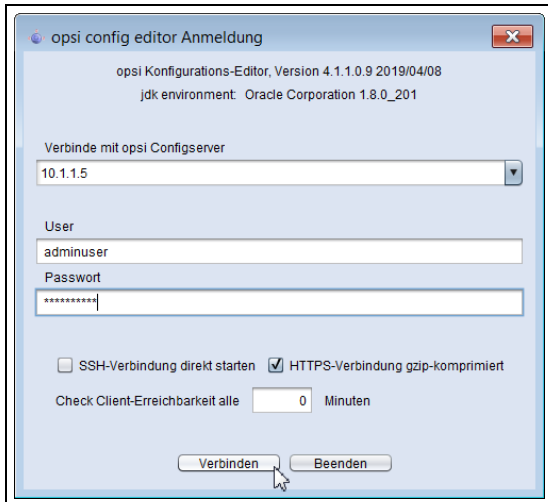 opsi config editor Anmeldung
opsi Konfigurations-Editor, Version 4.1.1.0.9 2019/04/08
jdk environment: Oracle Corporation 1.8.0_201
Verbinde mit opsi Configserver
10.1.1.5
User
adminuser
Passwort
**********
SSH-Verbindung direkt starten HTTPS-Verbindung gzip-komprimiert
Check Client-Erreichbarkeit alle 0 Minuten
Verbinden Beenden